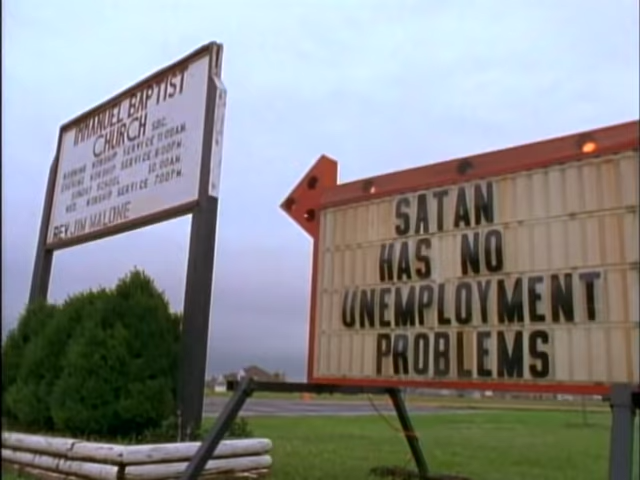 IMMANUEL BAPTIST
CHURCH SBC.
MORNING WORSHIP SERVICE 11:00AM.
EVENING WORSHIP SERVICE 6:00PM.
SUNDAY SCHOOL 10:00AM.
WED. WORSHIP SERVICE 7:00PM.
REV. JIM MALONE
SATAN
HAS NO
UNEMPLOYMENT
PROBLEMS